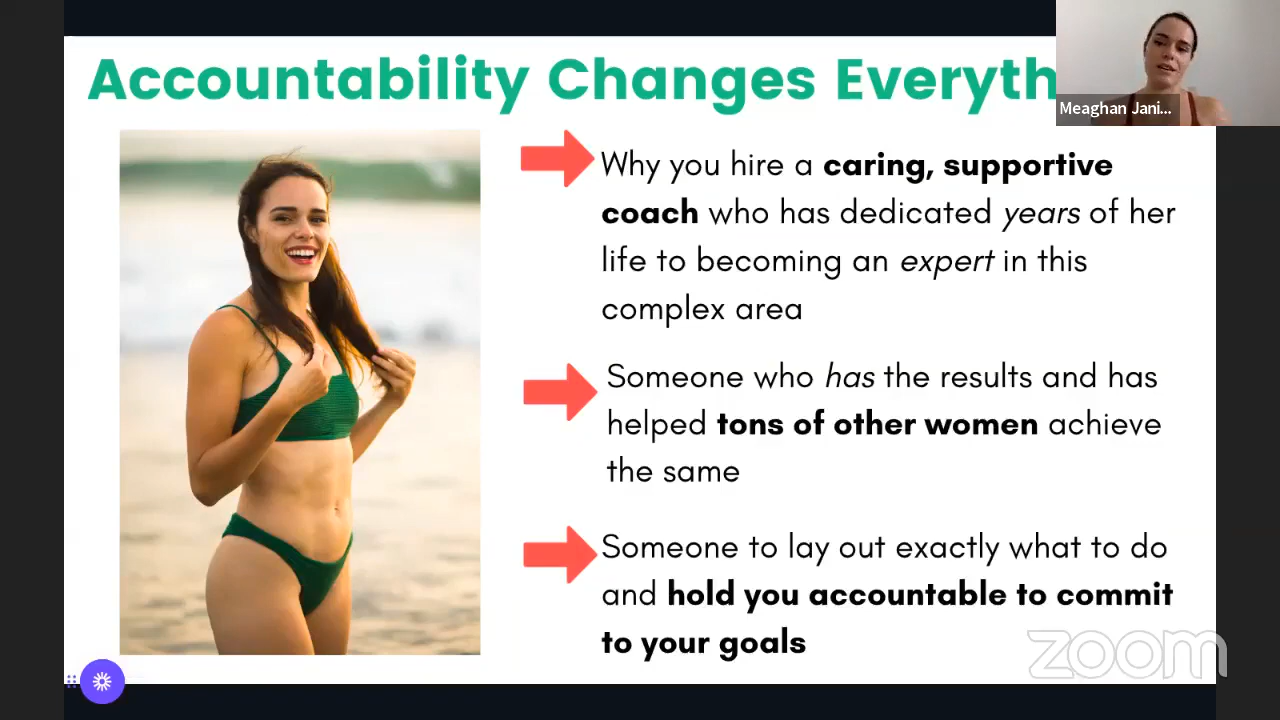 Accountability Changes Everyth
Meaghan Jani...
Why you hire a caring, supportive
coach who has dedicated years of her
life to becoming an expert in this
complex area
Someone who has the results and has
helped tons of other women achieve
the same
Someone to lay out exactly what to do
and hold you accountable to commit
to your goals
zoom